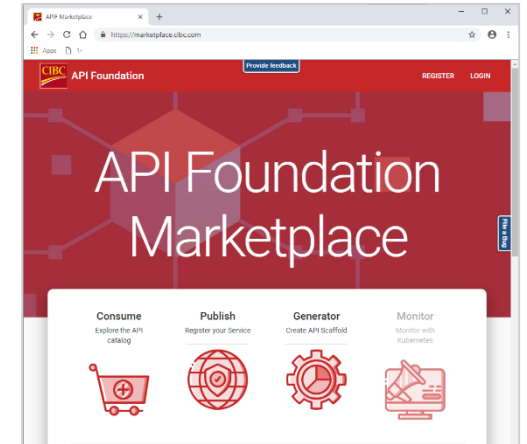 APIF Marketplace
https://marketplace.cibc.com
Apps
Provide feedback
CIBC
API Foundation
REGISTER
LOGIN
API Foundation
Marketplace
File a Bug
Consume
Explore the API
catalog
Publish
Register your Service
Generator
Create API Scaffold
Monitor
Monitor with
Kubernetes